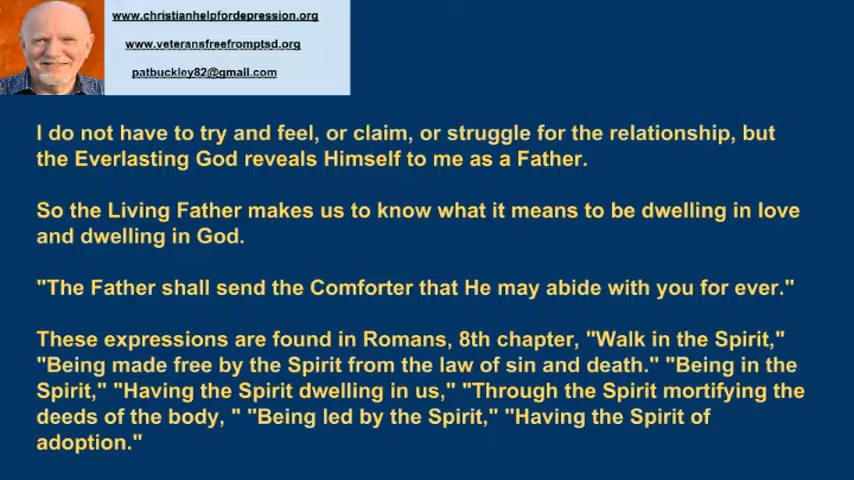 www.christianhelpfordepression.org
www.veteransfreefromptsd.org
patbuckley82@gmail.com
I do not have to try and feel, or claim, or struggle for the relationship, but
the Everlasting God reveals Himself to me as a Father.
So the Living Father makes us to know what it means to be dwelling in love
and dwelling in God.
"The Father shall send the Comforter that He may abide with you for ever."
These expressions are found in Romans, 8th chapter, "Walk in the Spirit,"
"Being made free by the Spirit from the law of sin and death." "Being in the
Spirit," "Having the Spirit dwelling in us," "Through the Spirit mortifying the
deeds of the body, " "Being led by the Spirit," "Having the Spirit of
adoption."